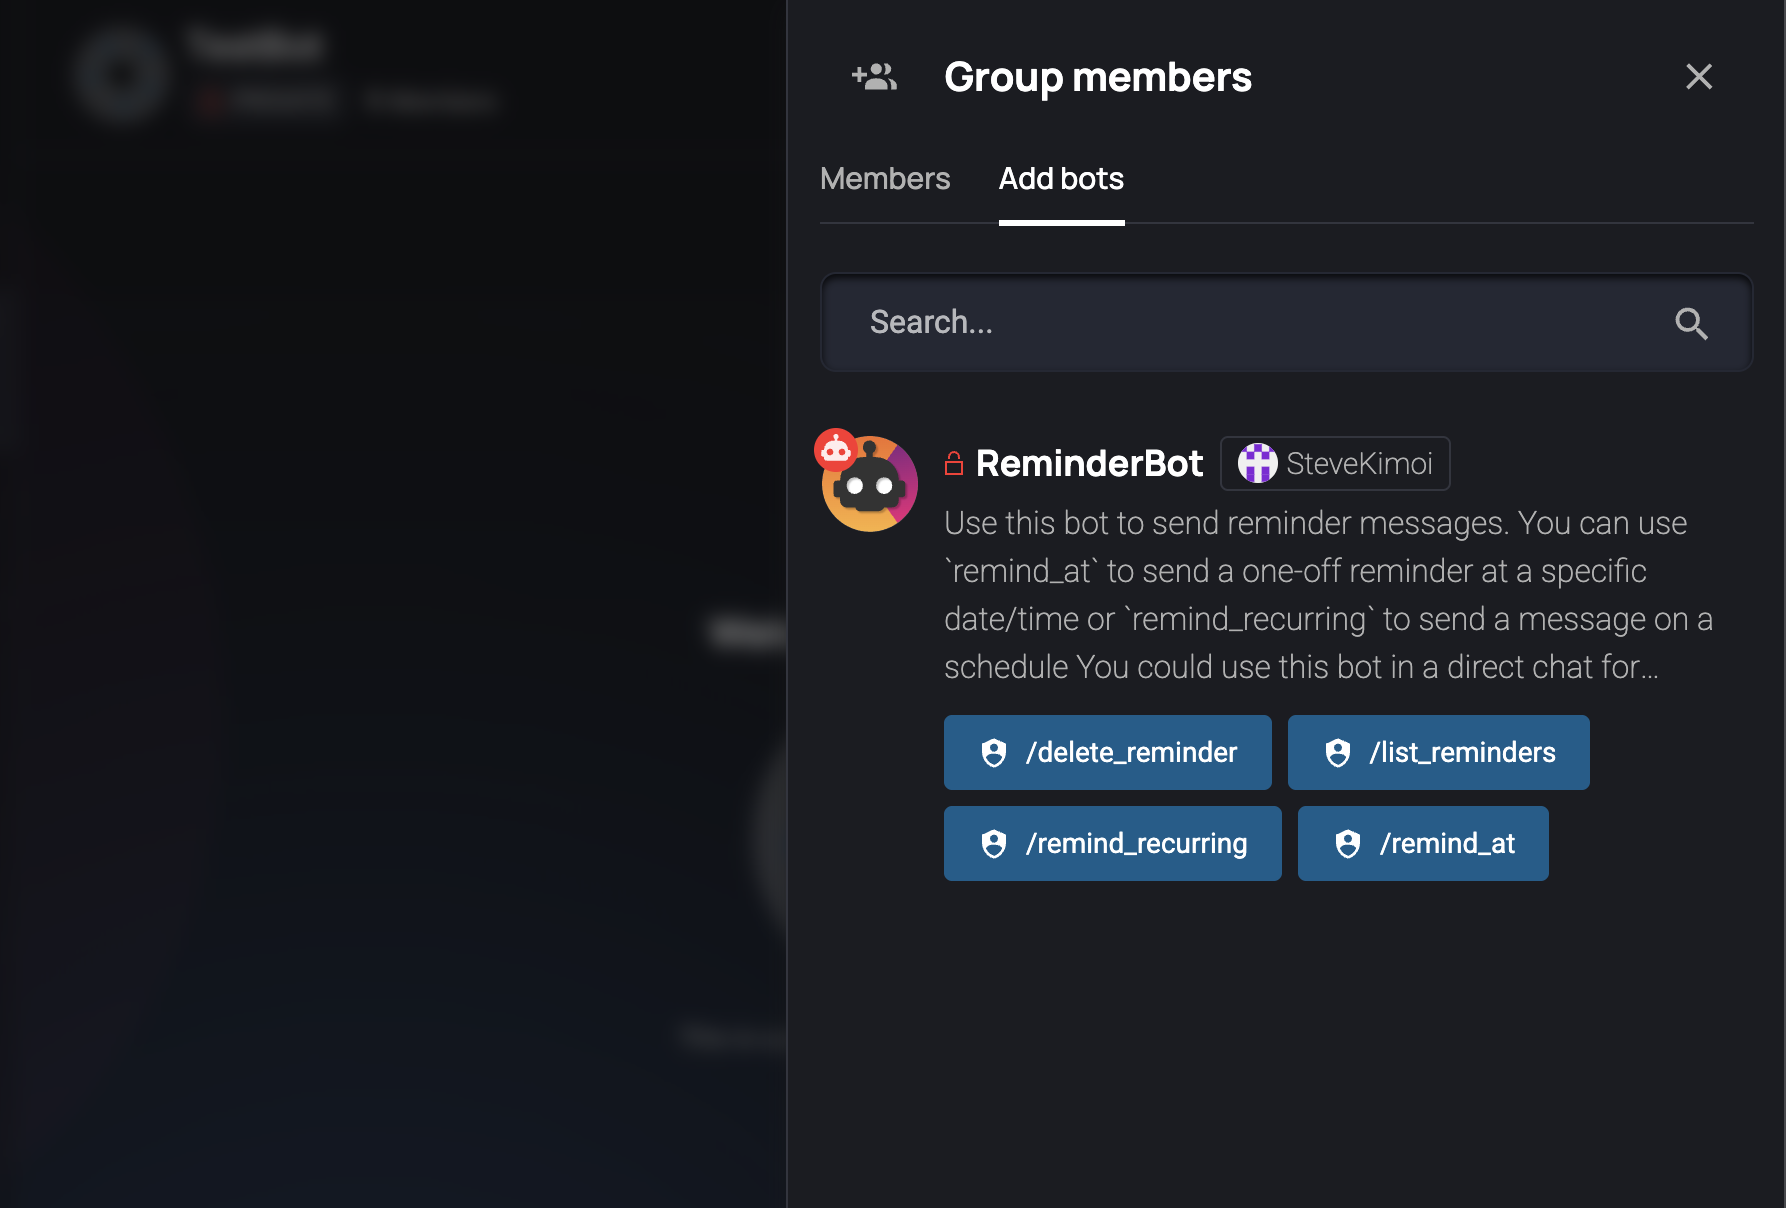 Group members
Members Add bots
Search...
ReminderBot SteveKimoi
Use this bot to send reminder messages. You can use
`remind_at` to send a one-off reminder at a specific
date/time or `remind_recurring` to send a message on a
schedule You could use this bot in a direct chat for...
/delete_reminder /list_reminders
/remind_recurring /remind_at